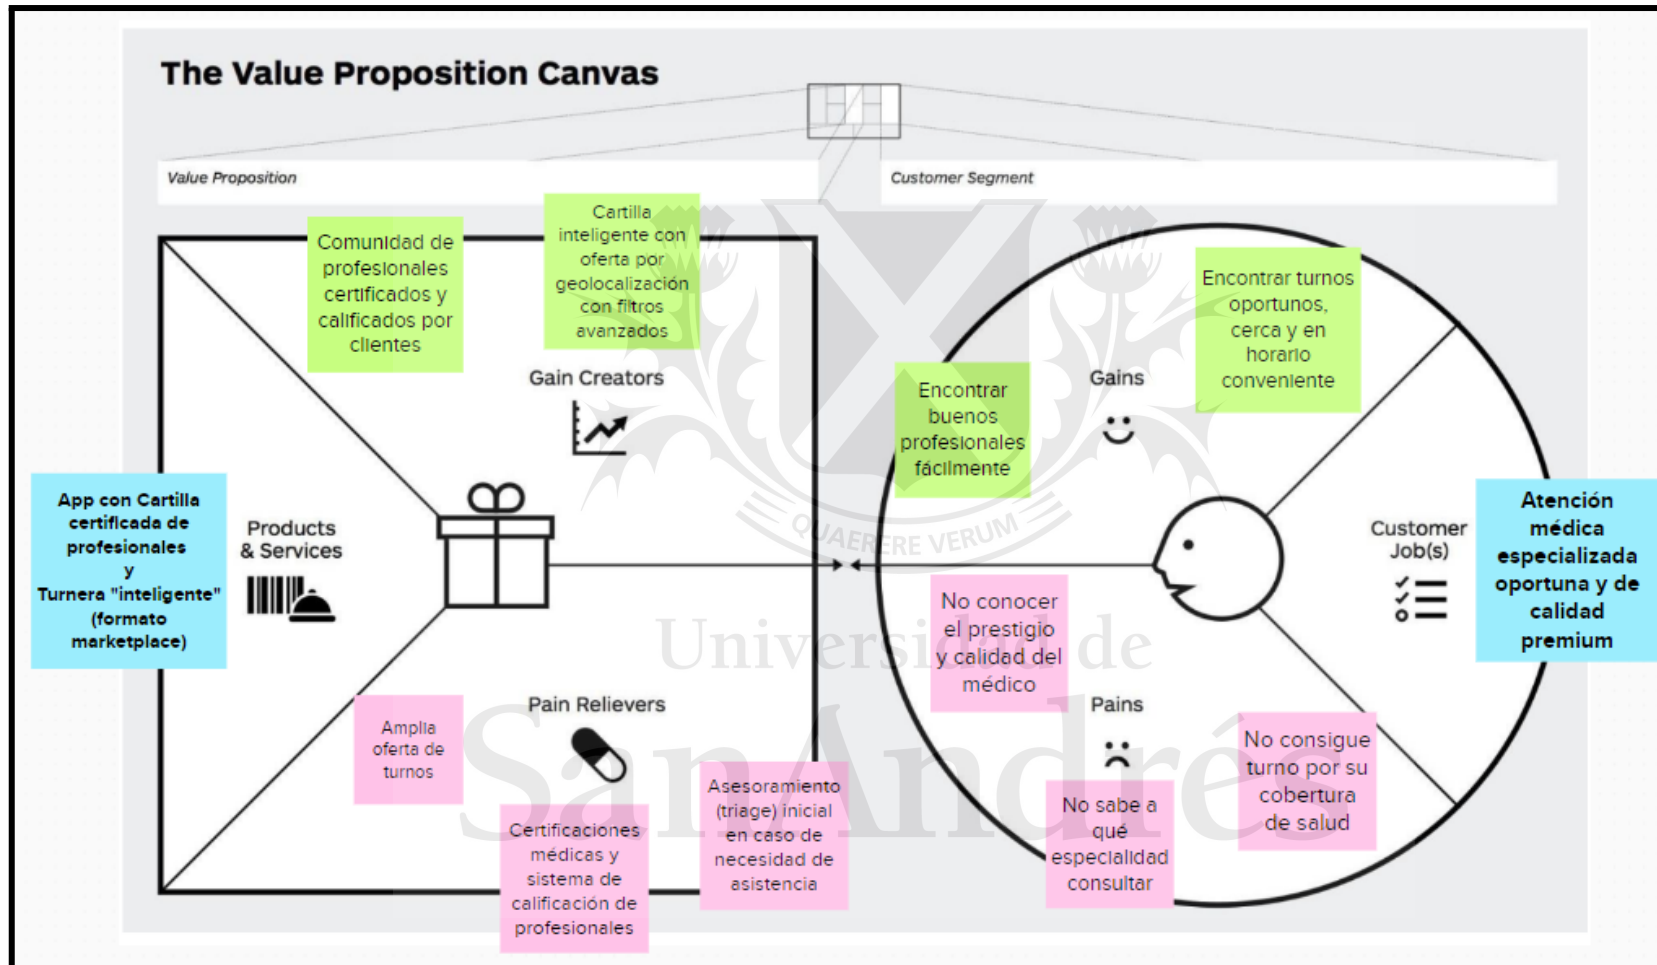 The Value Proposition Canvas
Value Proposition
Customer Segment
Comunidad de
profesionales
certificados y
calificados por
clientes
Cartilla
inteligente con
oferta por
geolocalización
con filtros
avanzados
Gain Creators
App con Cartilla
certificada de
profesionales
y
Turnera "inteligente"
(formato
marketplace)
Products
& Services
Pain Relievers
Amplia
oferta de
turnos
Certificaciones
médicas y
sistema de
calificación de
profesionales
Asesoramiento
(triage) inicial
en caso de
necesidad de
asistencia
Encontrar
buenos
profesionales
fácilmente
Gains
Encontrar turnos
oportunos,
cerca y en
horario
conveniente
Customer
Job(s)
Atención
médica
especializada
oportuna y de
calidad
premium
No conocer
el prestigio
y calidad del
médico
Pains
No sabe a
qué
especialidad
consultar
No consigue
turno por su
cobertura
de salud
QUAERERE VERUM
Universidad de
SanAndrés